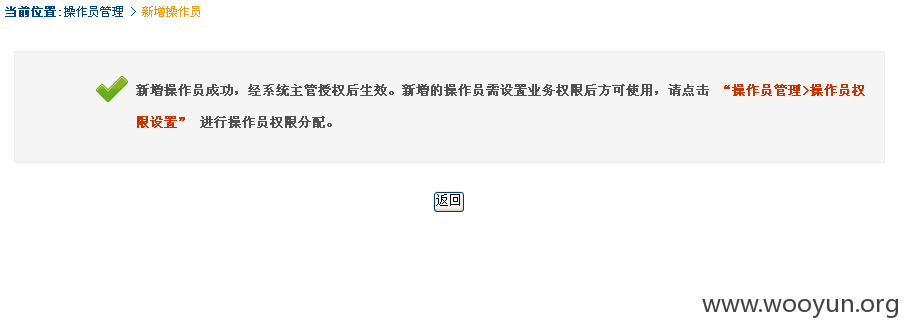 当前位置:操作员管理 > 新增操作员
新增操作员成功，经系统主管授权后生效。新增的操作员需设置业务权限后方可使用，请点击 “操作员管理>操作员权
限设置” 进行操作员权限分配。
返回
www.wooyun.org